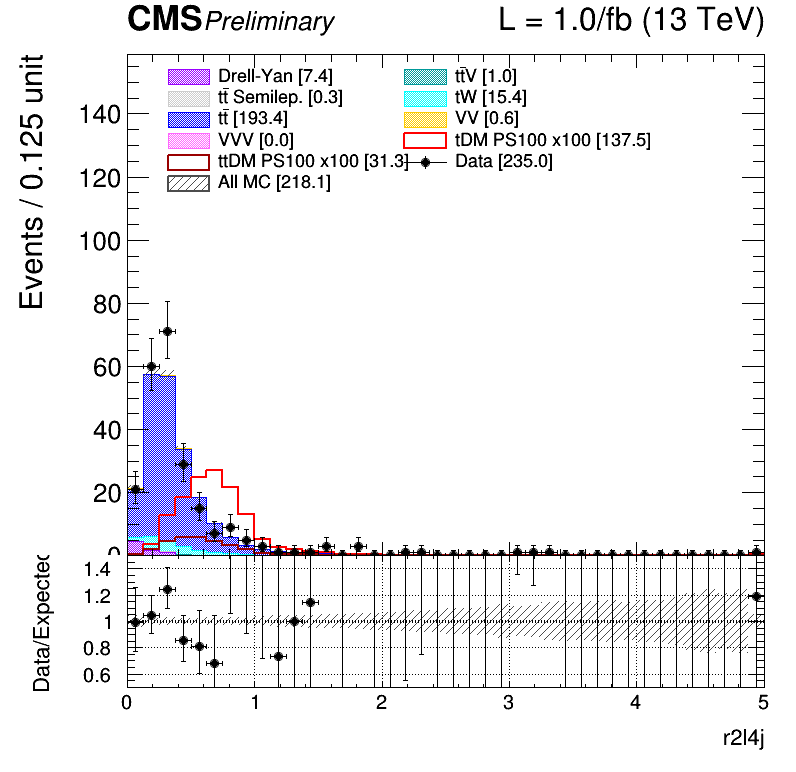 CMS Preliminary L = 1.0/fb (13 TeV)
Drell-Yan [7.4] tt̄V [1.0]
tt̄ Semilep. [0.3] tW [15.4]
tt̄ [193.4] VV [0.6]
VVV [0.0] tDM PS100 x100 [137.5]
ttDM PS100 x100 [31.3] Data [235.0]
All MC [218.1]
Events / 0.125 unit
140
120
100
80
60
40
20
0
Data/Expected
1.4
1.2
1
0.8
0.6
0 1 2 3 4 5
r2l4j